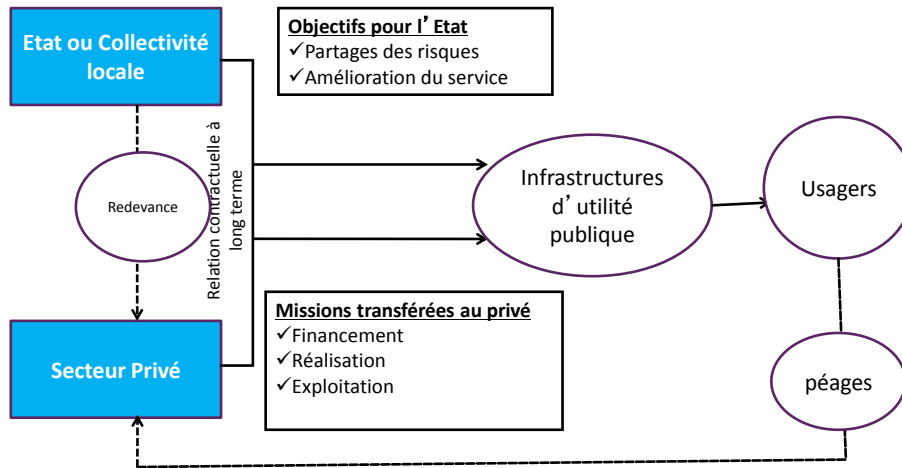 Etat ou Collectivité
locale
Objectifs pour l’Etat
✓Partages des risques
✓Amélioration du service
Redevance
Relation contractuelle à
long terme
Infrastructures
d’utilité
publique
Usagers
Missions transférées au privé
✓Financement
✓Réalisation
✓Exploitation
Secteur Privé
péages